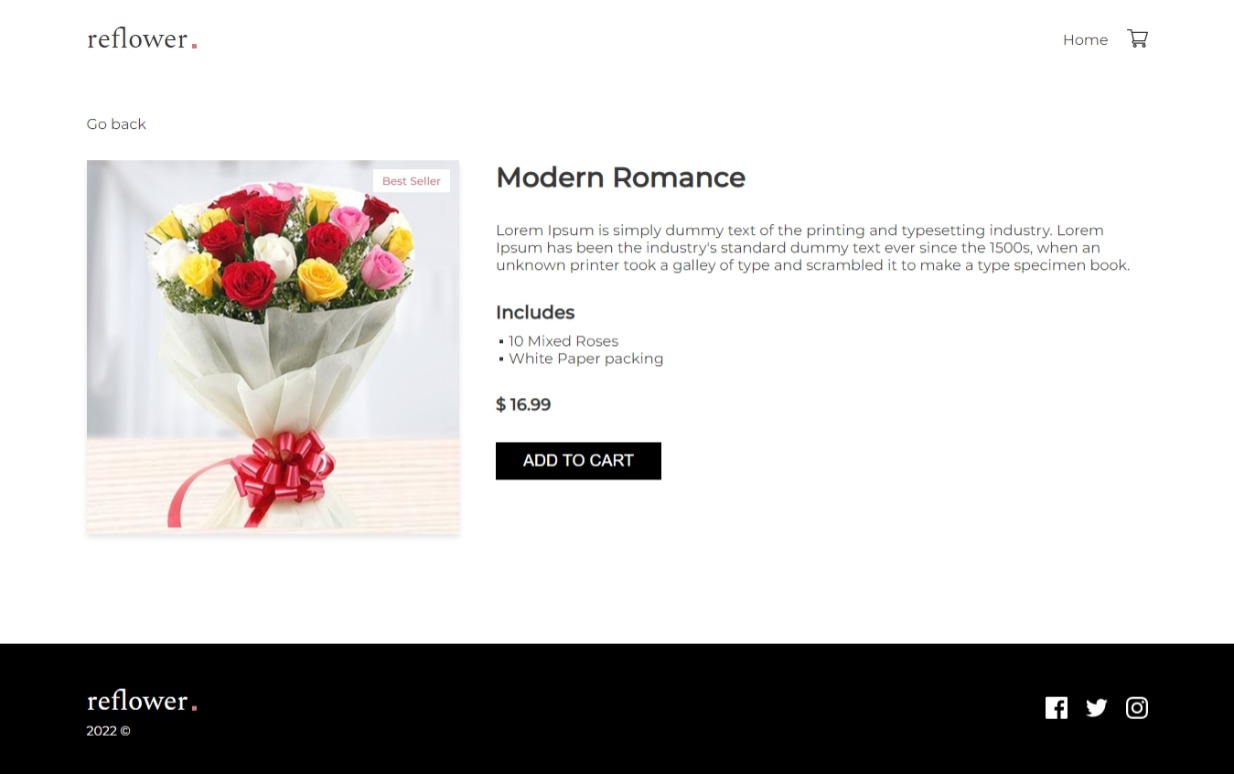 reflower.
Home
Go back
Best Seller
Modern Romance
Lorem Ipsum is simply dummy text of the printing and typesetting industry. Lorem
Ipsum has been the industry's standard dummy text ever since the 1500s, when an
unknown printer took a galley of type and scrambled it to make a type specimen book.
Includes
▪ 10 Mixed Roses
▪ White Paper packing
$ 16.99
ADD TO CART
reflower.
2022 ©